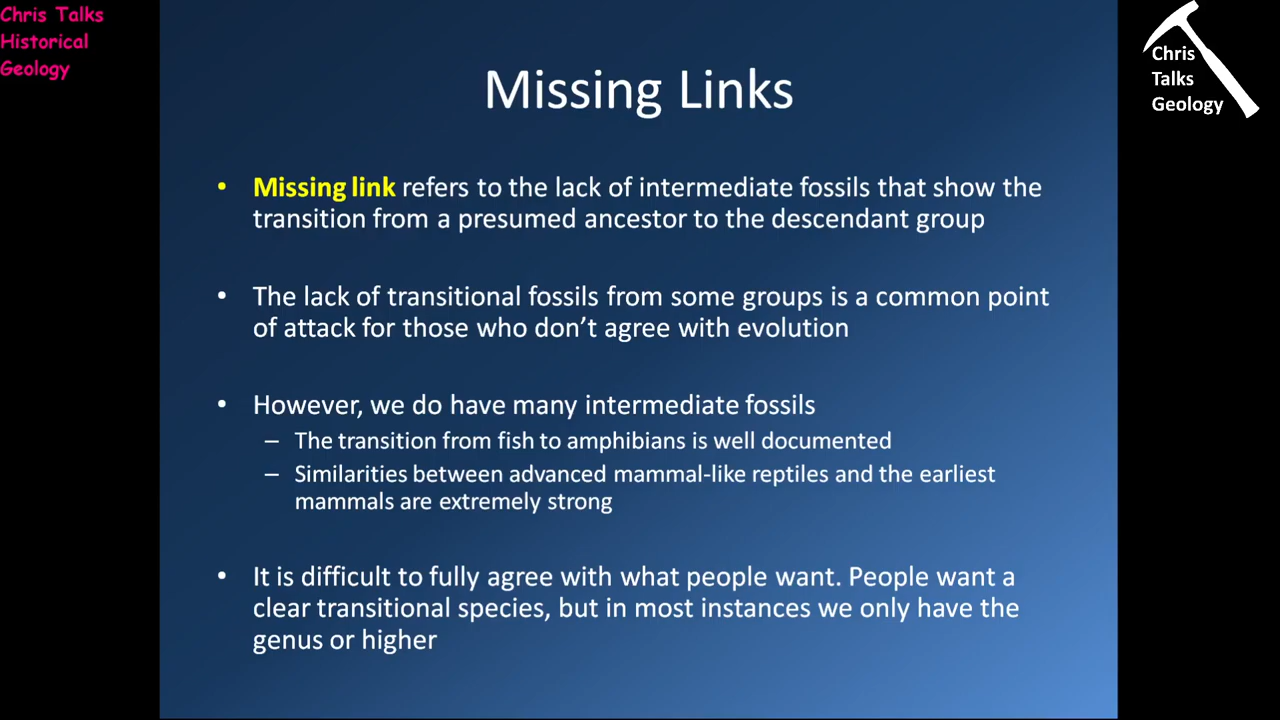 Chris Talks
Historical
Geology
Chris
Talks
Geology
Missing Links
• Missing link refers to the lack of intermediate fossils that show the
transition from a presumed ancestor to the descendant group
• The lack of transitional fossils from some groups is a common point
of attack for those who don’t agree with evolution
• However, we do have many intermediate fossils
– The transition from fish to amphibians is well documented
– Similarities between advanced mammal-like reptiles and the earliest
mammals are extremely strong
• It is difficult to fully agree with what people want. People want a
clear transitional species, but in most instances we only have the
genus or higher